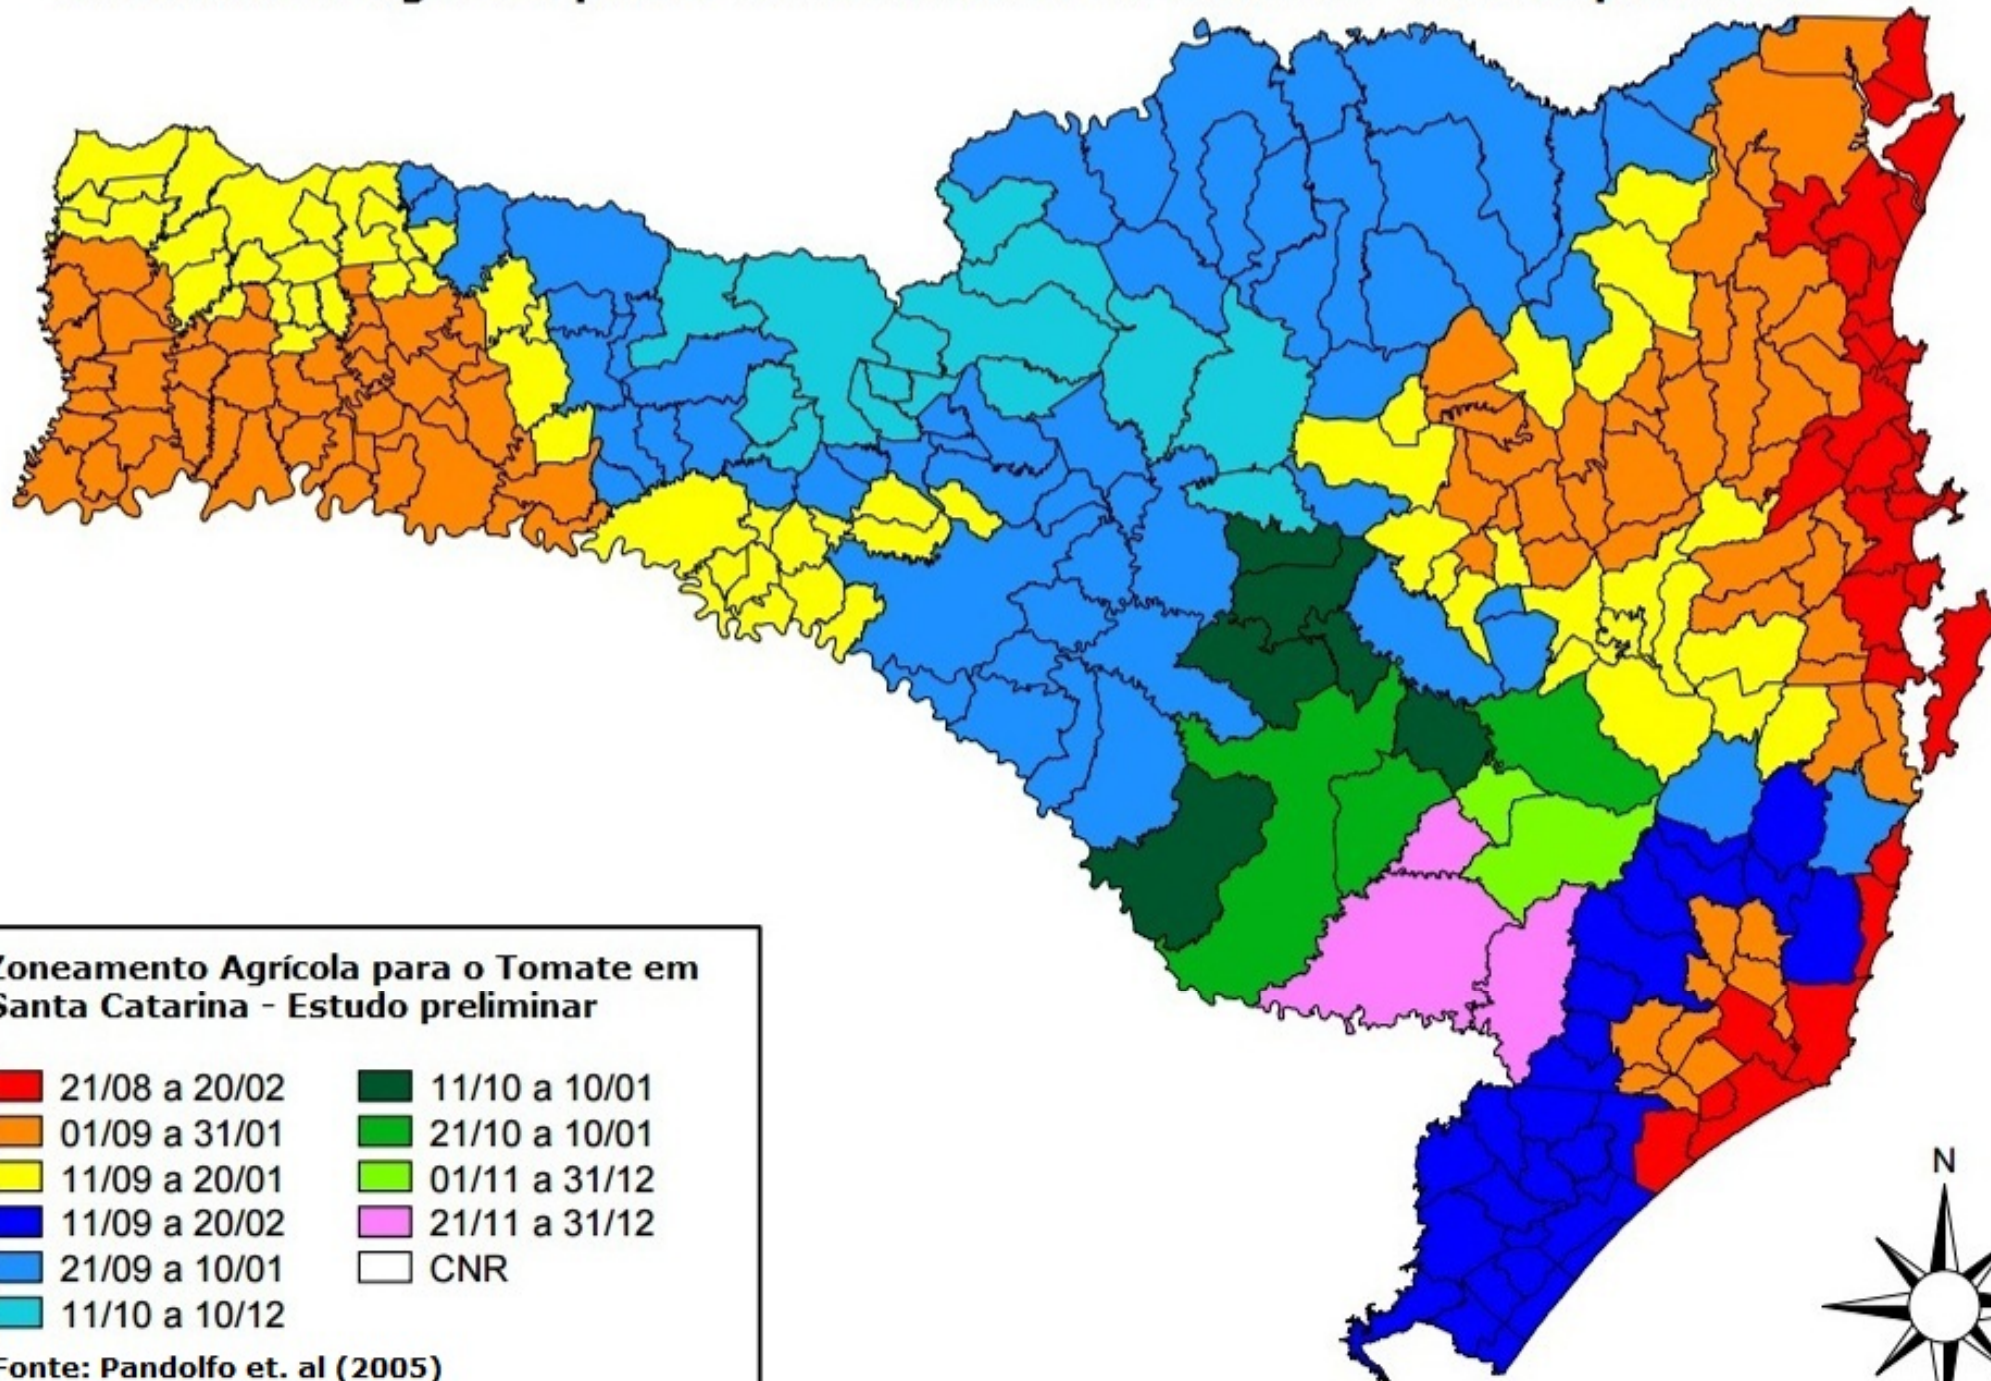 Zoneamento Agrícola para o Tomate em
Santa Catarina - Estudo preliminar
21/08 a 20/02
01/09 a 31/01
11/09 a 20/01
11/09 a 20/02
21/09 a 10/01
11/10 a 10/12
11/10 a 10/01
21/10 a 10/01
01/11 a 31/12
21/11 a 31/12
CNR
Fonte: Pandolfo et. al (2005)
N